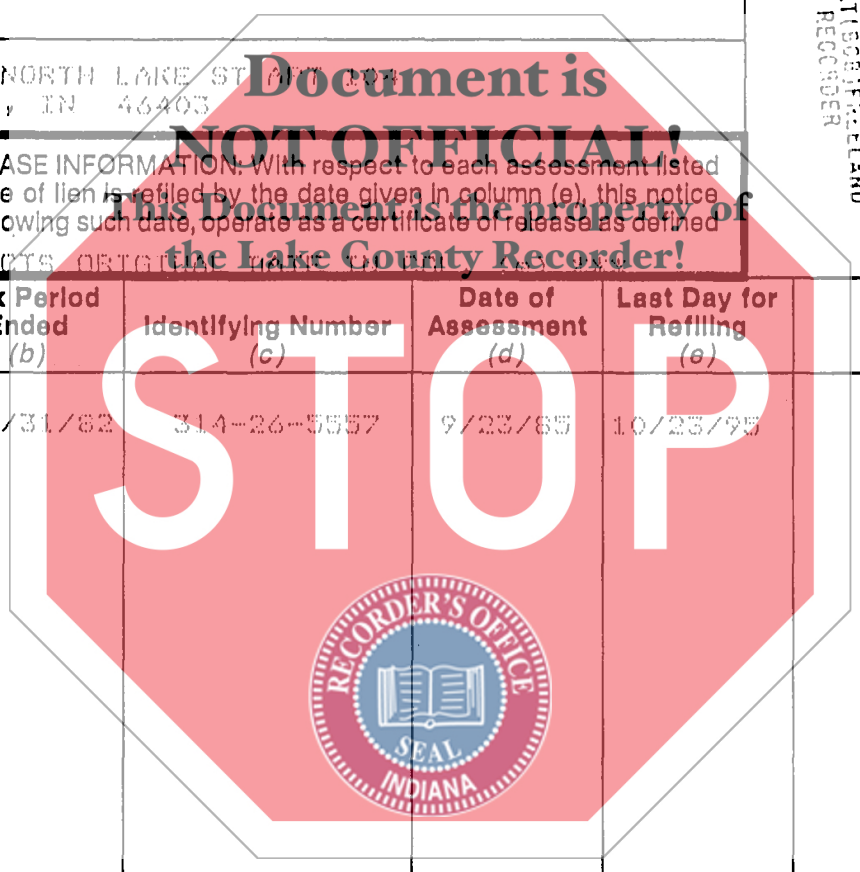 NORTH LAKE ST APT
, IN 46403
Document is
NOT OFFICIAL!
This Document is the property of
the Lake County Recorder!
ASE INFORMATION: With respect to each assessment listed
e of lien is refiled by the date given in column (e), this notice
owing such date, operate as a certificate of release as defined
ORIGINAL
Period Ended (b)
Identifying Number (c)
Date of Assessment (d)
Last Day for Refiling (e)
/31/82 314-26-5557 9/23/85 10/23/95
STOP
RECORDER'S OFFICE
SEAL
INDIANA
RECORDER